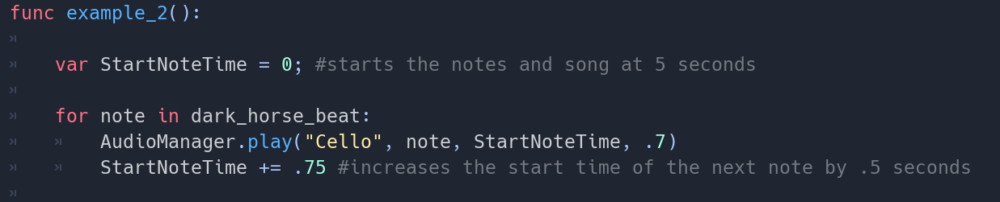 func example_2():
var StartNoteTime = 0; #starts the notes and song at 5 seconds
for note in dark_horse_beat:
AudioManager.play("Cello", note, StartNoteTime, .7)
StartNoteTime += .75 #increases the start time of the next note by .5 seconds